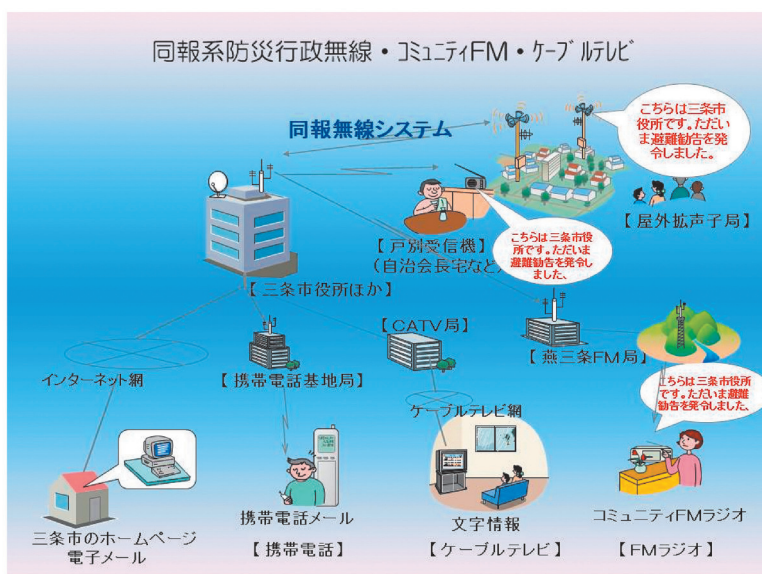 同報系防災行政無線・コミュニティFM・ケーブルテレビ
同報無線システム
こちらは三条市
役所です。ただい
ま避難勧告を発
令しました。
【屋外拡声子局】
【戸別受信機】
(自治会長宅など)
こちらは三条市役
所です。ただいま
避難勧告を発令し
ました、
【三条市役所ほか】
【CATV局】
【燕三条FM局】
インターネット網
【携帯電話基地局】
こちらは三条市役所
です。ただいま避難
勧告を発令しました、
ケーブルテレビ網
三条市のホームページ
電子メール
携帯電話メール
【携帯電話】
文字情報
【ケーブルテレビ】
コミュニティFMラジオ
【FMラジオ】